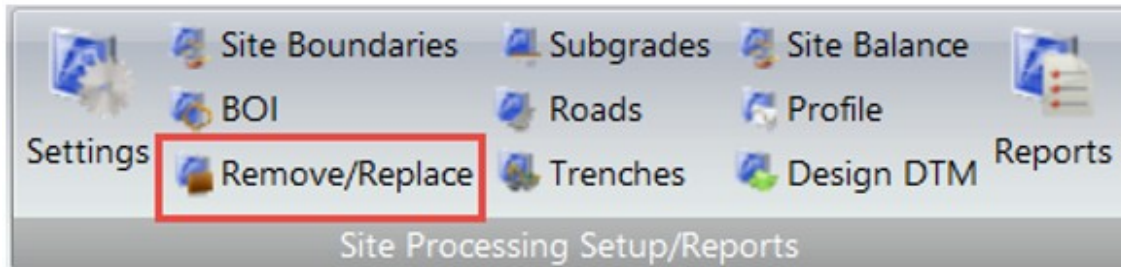 Settings
Site Boundaries
BOI
Remove/Replace
Subgrades
Roads
Trenches
Site Balance
Profile
Design DTM
Reports
Site Processing Setup/Reports